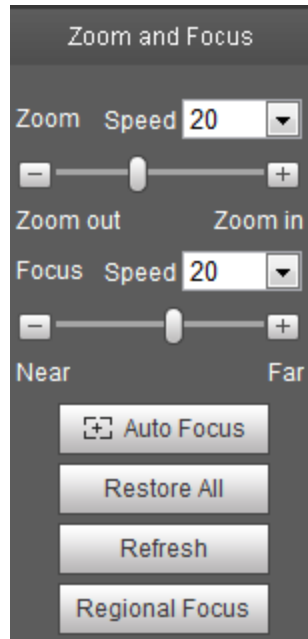 Zoom and Focus
Zoom Speed 20
Zoom out Zoom in
Focus Speed 20
Near Far
Auto Focus
Restore All
Refresh
Regional Focus